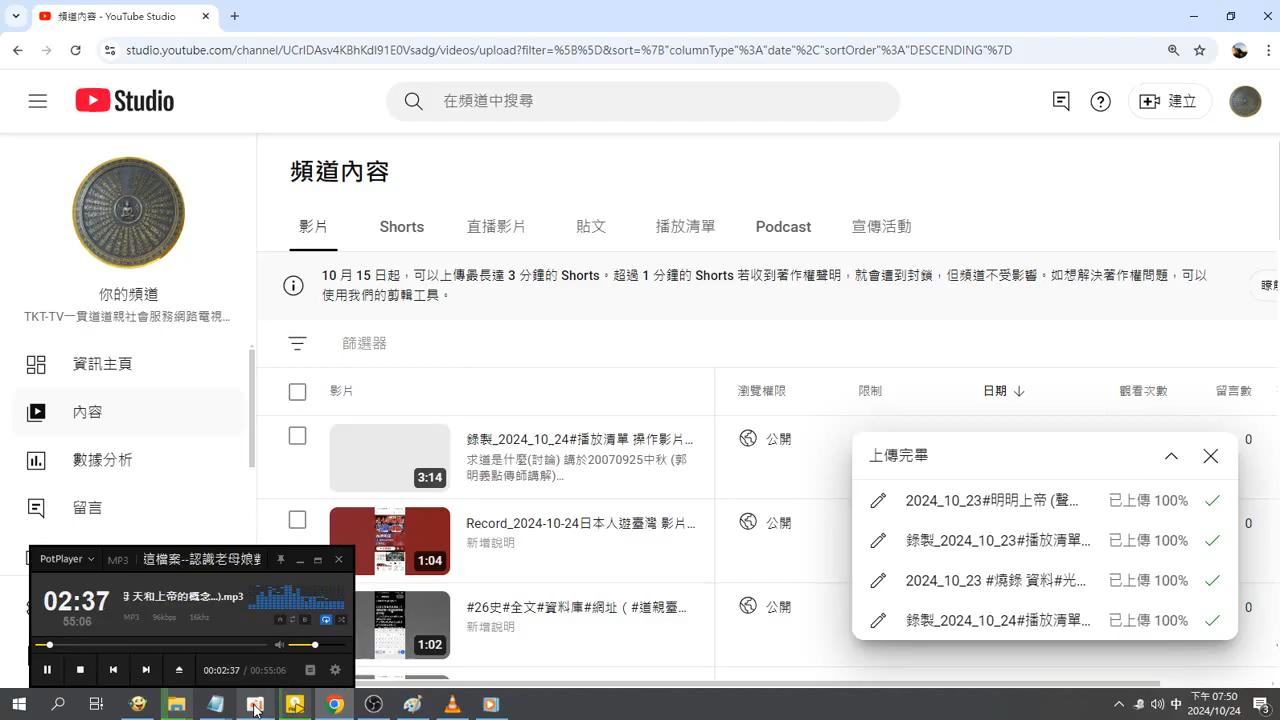 頻道內容 - YouTube Studio
studio.youtube.com/channel/UCrIDAsv4KBhKdI91E0Vsadg/videos/upload?filter=%5B%5D&sort=%7B"columnType"%3A"date"%2C"sortOrder"%3A"DESCENDING"%7D
Studio
在頻道中搜尋
建立
頻道內容
影片 Shorts 直播影片 貼文 播放清單 Podcast 宣傳活動
你的頻道
TKT-TV一貫道道親社會服務網路電視...
10 月 15 日起，可以上傳最長達 3 分鐘的 Shorts。超過 1 分鐘的 Shorts 若收到著作權聲明，就會遭到封鎖，但頻道不受影響。如想解決著作權問題，可以
使用我們的剪輯工具。
瞭解
資訊主頁
內容
數據分析
留言
篩選器
影片 瀏覽權限 限制 日期 觀看次數 留言數
錄製_2024_10_24#播放清單 操作影片...
求道是什麼(討論) 講於20070925中秋 (郭
明義點傳師講解)...
3:14
公開
0
Record_2024-10-24日本人遊臺灣 影片...
新增說明
1:04
公開
0
#26史#全文#資料庫#網址（#道親臺...
新增說明
1:02
公開
0
上傳完畢
2024_10_23#明明上帝 (聲... 已上傳 100%
錄製_2024_10_23#播放清單... 已上傳 100%
2024_10_23 #燒錄 資料#光... 已上傳 100%
錄製_2024_10_24#播放清單... 已上傳 100%
PotPlayer MP3 這檔案-認識老母娘對
02:37
55:06
天和上帝的概念...).mp3
MP3 96kbps 16khz
00:02:37 / 00:55:06
中
下午 07:50
2024/10/24
3